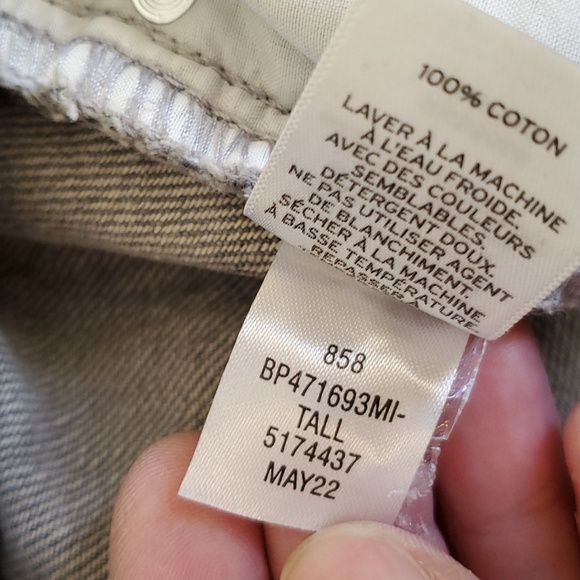 100% COTON
LAVER À LA MACHINE
À L'EAU FROIDE
AVEC DES COULEURS
SEMBLABLES.
DÉTERGENT DOUX.
NE PAS UTILISER
DE BLANCHIMENT. AGENT
SÉCHER À LA MACHINE
À BASSE TEMPÉRATURE.
REPASSER
858
BP471693MI-
TALL
5174437
MAY22